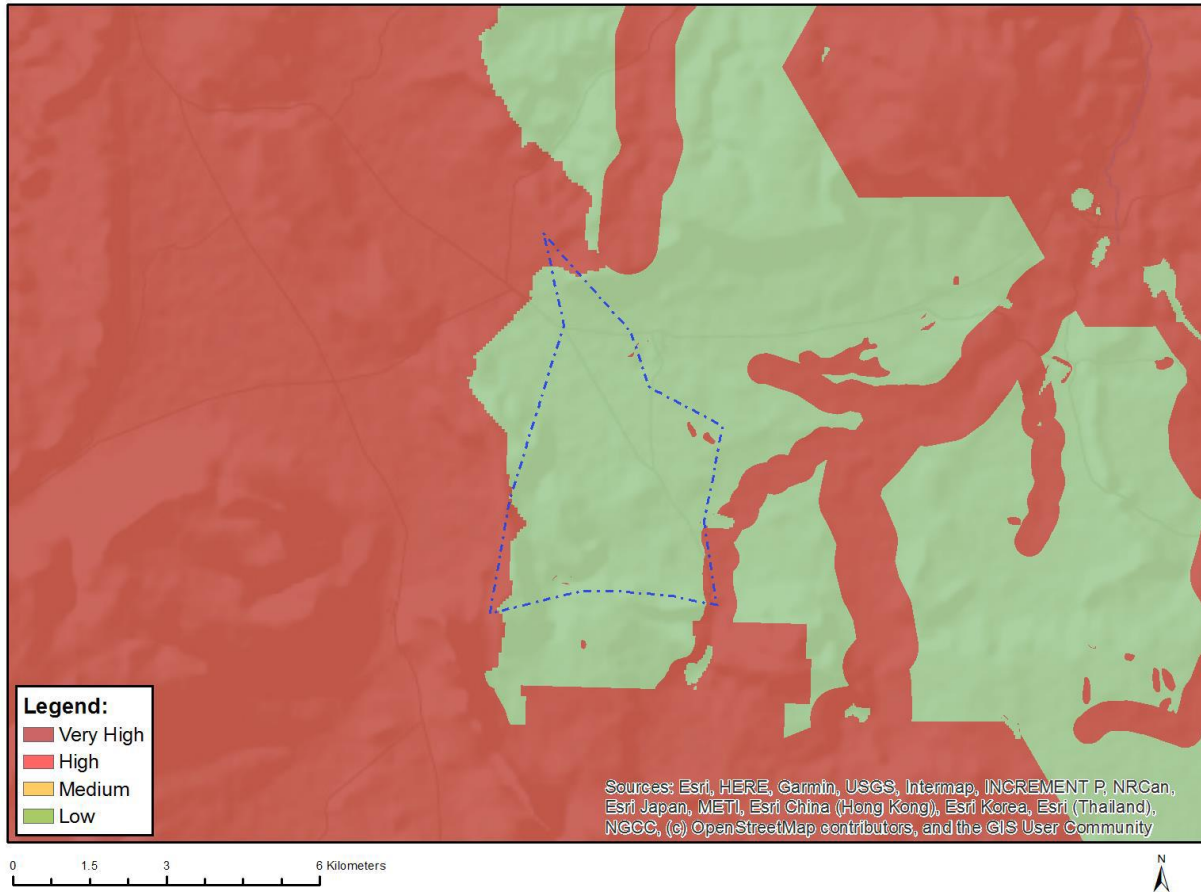 Legend:
Very High
High
Medium
Low
Sources: Esri, HERE, Garmin, USGS, Intermap, INCREMENT P, NRCan,
Esri Japan, METI, Esri China (Hong Kong), Esri Korea, Esri (Thailand),
NGCC, (c) OpenStreetMap contributors, and the GIS User Community
0 1.5 3 6 Kilometers
N